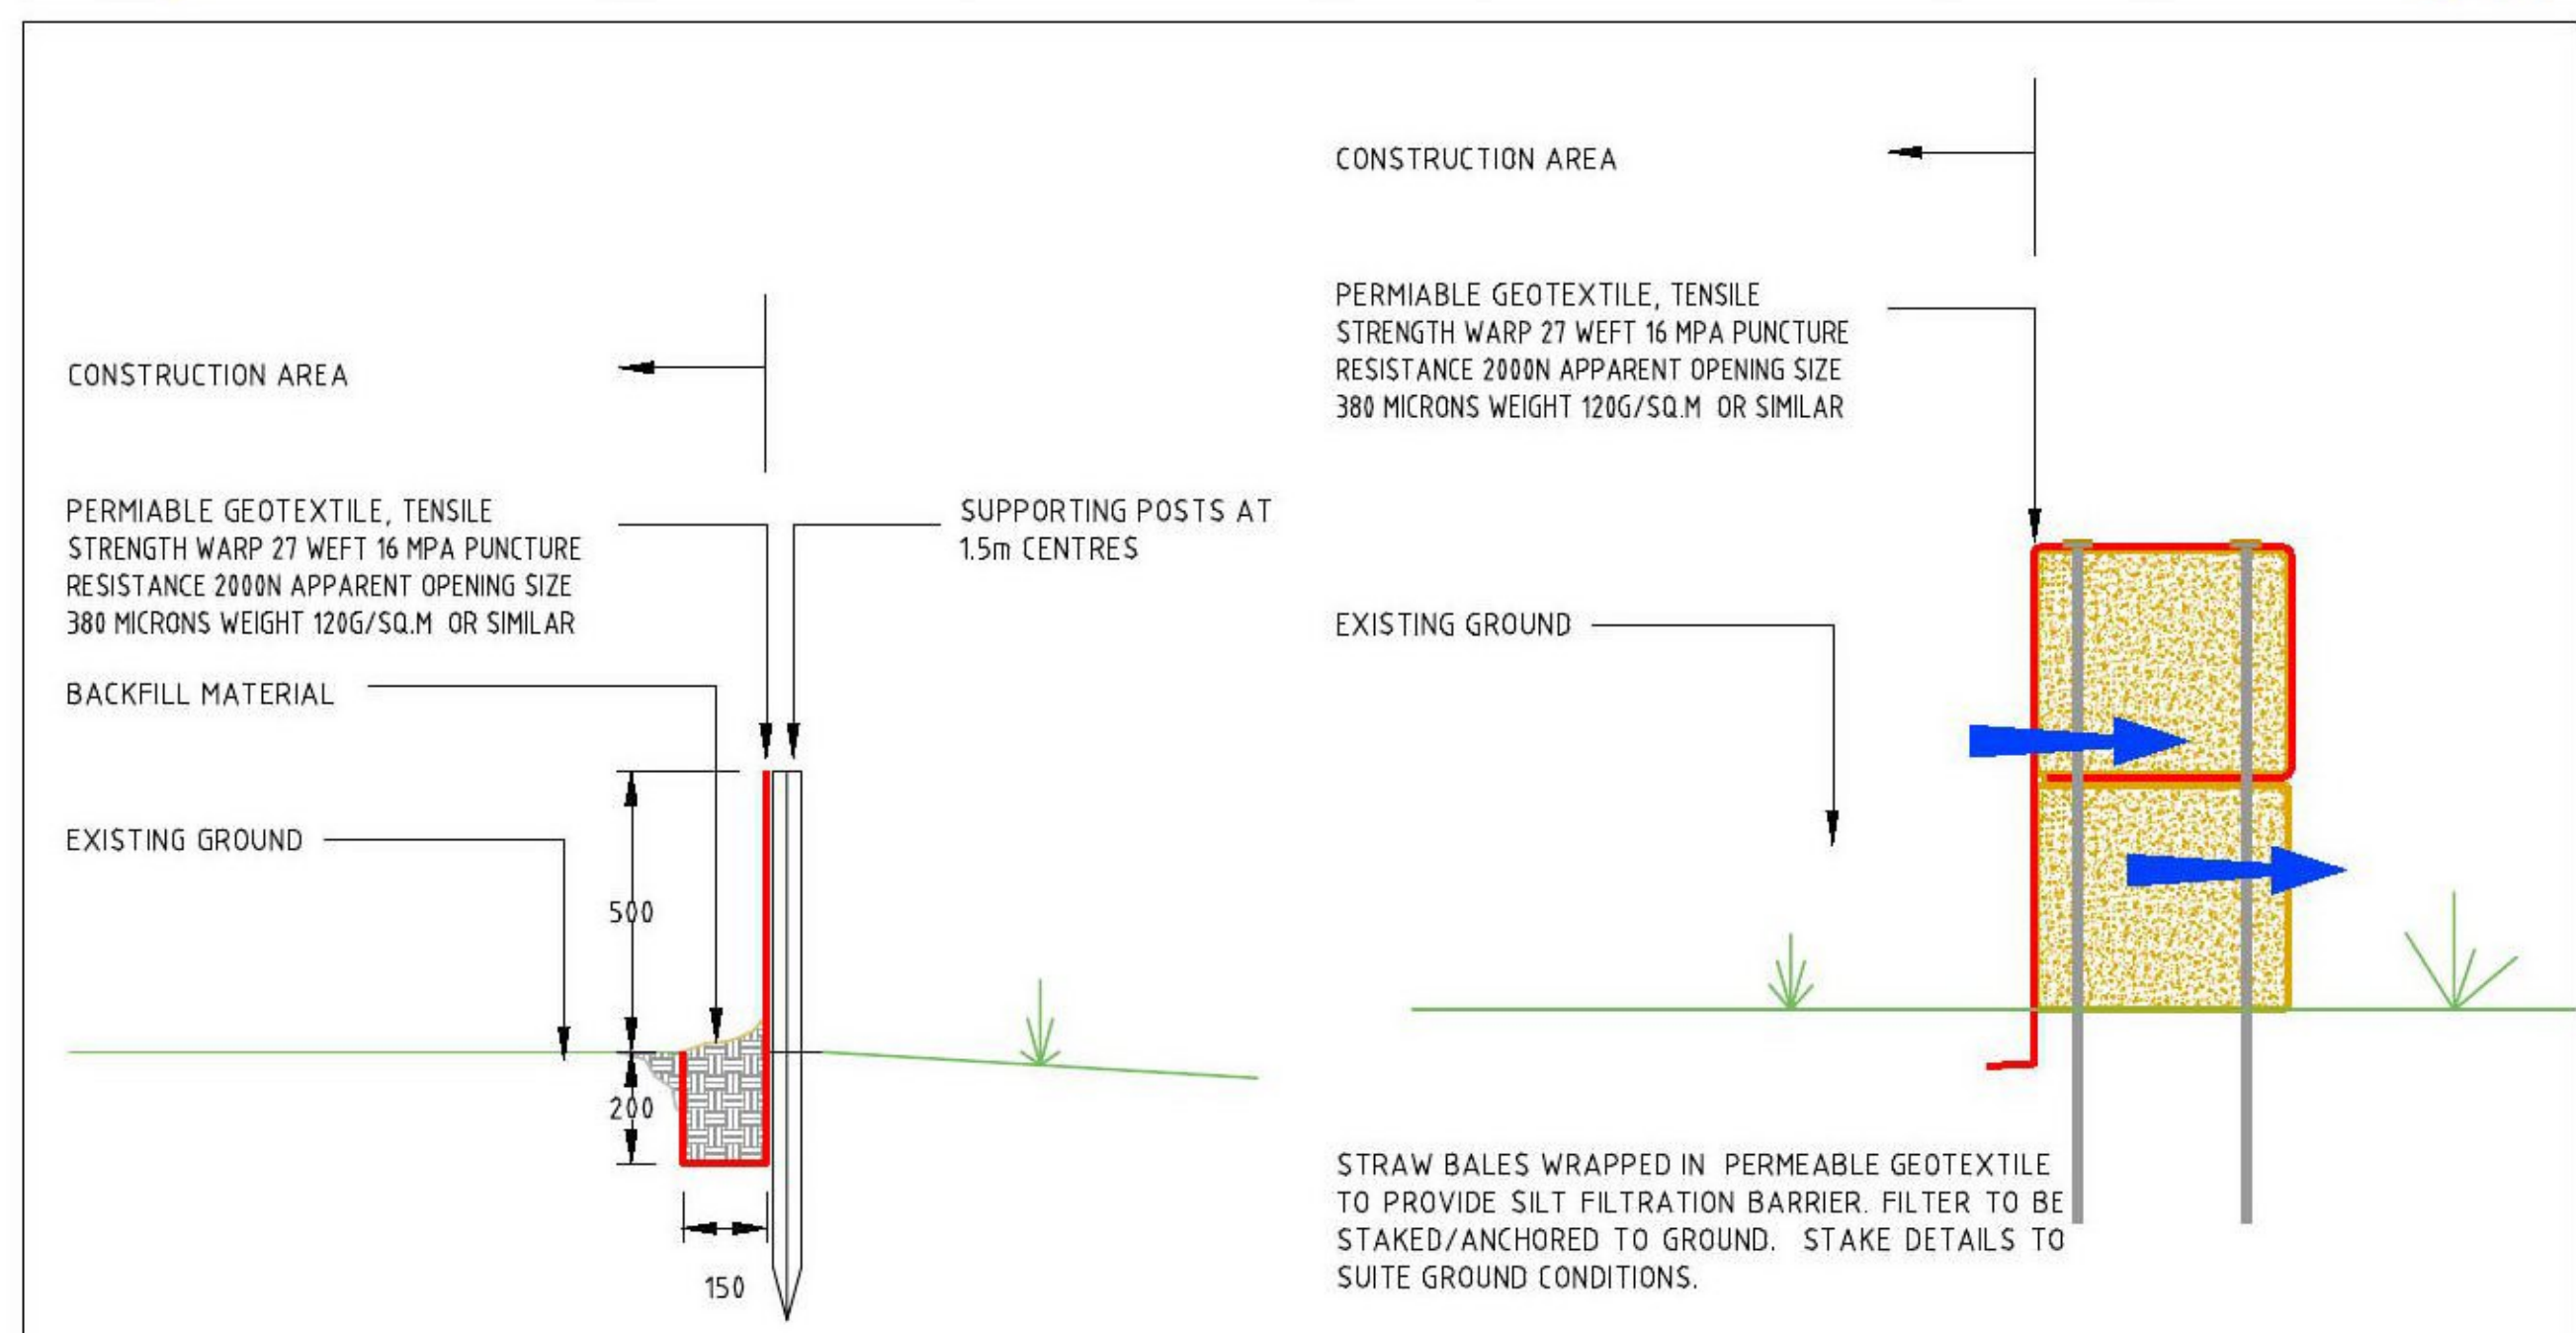 CONSTRUCTION AREA
PERMIABLE GEOTEXTILE, TENSILE
STRENGTH WARP 27 WEFT 16 MPA PUNCTURE
RESISTANCE 2000N APPARENT OPENING SIZE
380 MICRONS WEIGHT 120G/SQ.M OR SIMILAR
SUPPORTING POSTS AT
1.5m CENTRES
BACKFILL MATERIAL
EXISTING GROUND
500
200
150
CONSTRUCTION AREA
PERMIABLE GEOTEXTILE, TENSILE
STRENGTH WARP 27 WEFT 16 MPA PUNCTURE
RESISTANCE 2000N APPARENT OPENING SIZE
380 MICRONS WEIGHT 120G/SQ.M OR SIMILAR
EXISTING GROUND
STRAW BALES WRAPPED IN PERMEABLE GEOTEXTILE
TO PROVIDE SILT FILTRATION BARRIER. FILTER TO BE
STAKED/ANCHORED TO GROUND. STAKE DETAILS TO
SUITE GROUND CONDITIONS.